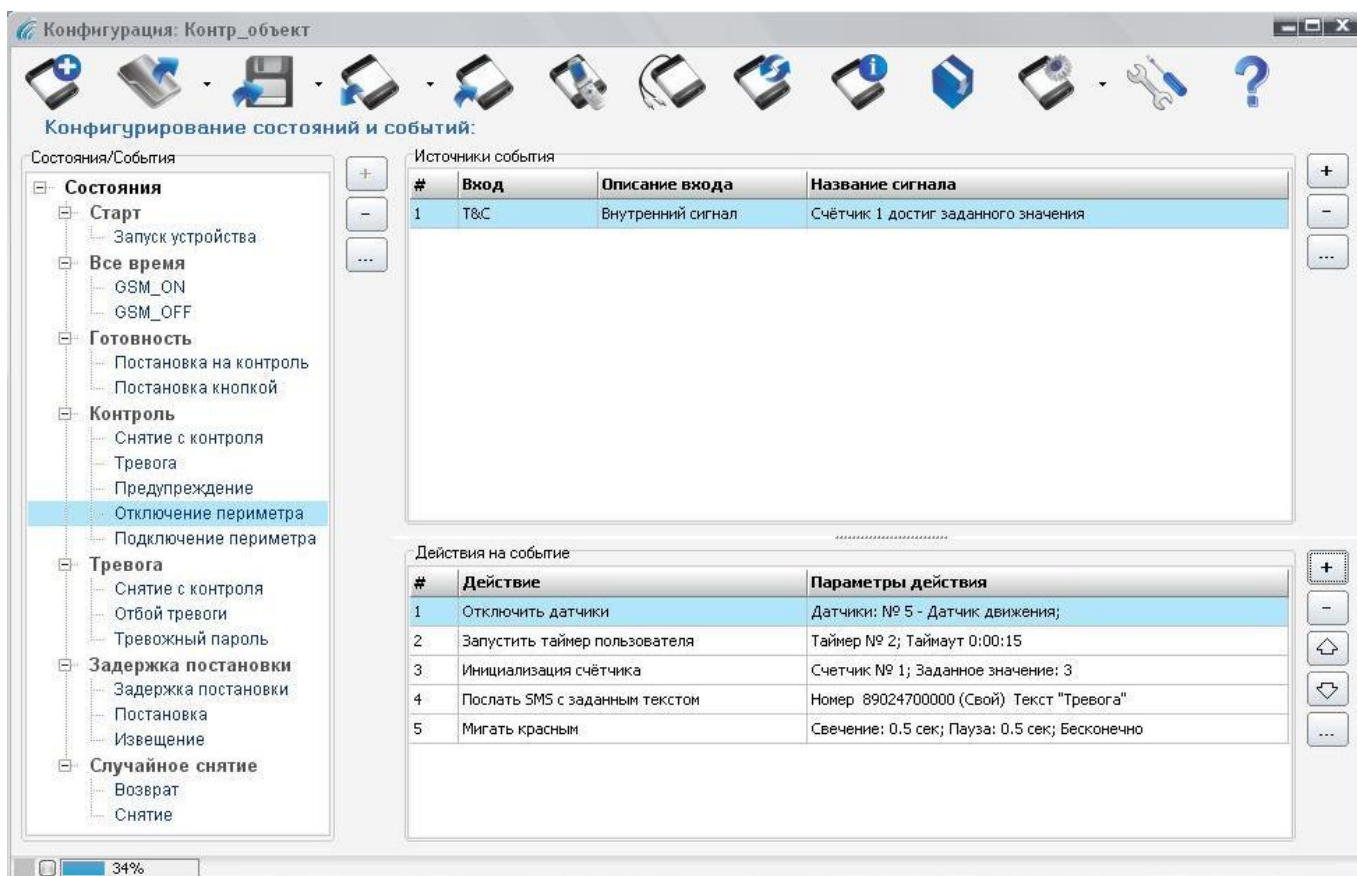 Конфигурация: Контр_объект
Конфигурирование состояний и событий:
Состояния/События
Состояния
Старт
Запуск устройства
Все время
GSM_ON
GSM_OFF
Готовность
Постановка на контроль
Постановка кнопкой
Контроль
Снятие с контроля
Тревога
Предупреждение
Отключение периметра
Подключение периметра
Тревога
Снятие с контроля
Отбой тревоги
Тревожный пароль
Задержка постановки
Задержка постановки
Постановка
Извещение
Случайное снятие
Возврат
Снятие
+
-
...
Источники события
# Вход Описание входа Название сигнала
1 T&C Внутренний сигнал Счётчик 1 достиг заданного значения
+
-
...
Действия на событие
# Действие Параметры действия
1 Отключить датчики Датчики: № 5 - Датчик движения;
2 Запустить таймер пользователя Таймер № 2; Таймаут 0:00:15
3 Инициализация счётчика Счетчик № 1; Заданное значение: 3
4 Послать SMS с заданным текстом Номер 89024700000 (Свой) Текст "Тревога"
5 Мигать красным Свечение: 0.5 сек; Пауза: 0.5 сек; Бесконечно
+
-
...
34%